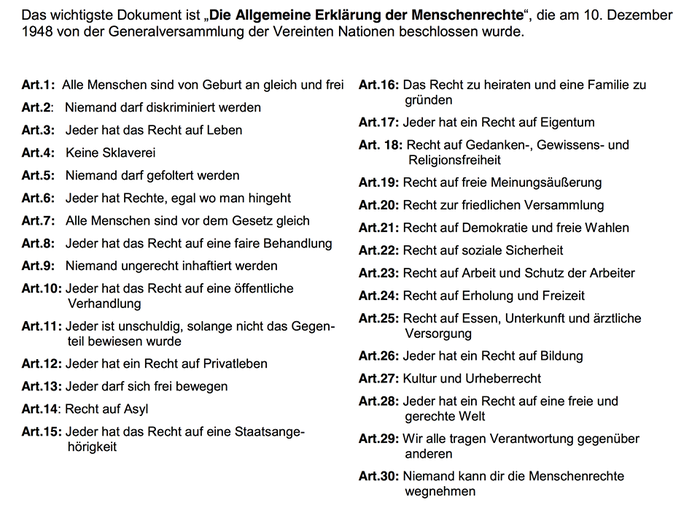 Das wichtigste Dokument ist „Die Allgemeine Erklärung der Menschenrechte“, die am 10. Dezember
1948 von der Generalversammlung der Vereinten Nationen beschlossen wurde.
Art.1: Alle Menschen sind von Geburt an gleich und frei
Art.2: Niemand darf diskriminiert werden
Art.3: Jeder hat das Recht auf Leben
Art.4: Keine Sklaverei
Art.5: Niemand darf gefoltert werden
Art.6: Jeder hat Rechte, egal wo man hingeht
Art.7: Alle Menschen sind vor dem Gesetz gleich
Art.8: Jeder hat das Recht auf eine faire Behandlung
Art.9: Niemand ungerecht inhaftiert werden
Art.10: Jeder hat das Recht auf eine öffentliche
Verhandlung
Art.11: Jeder ist unschuldig, solange nicht das Gegen-
teil bewiesen wurde
Art.12: Jeder hat ein Recht auf Privatleben
Art.13: Jeder darf sich frei bewegen
Art.14: Recht auf Asyl
Art.15: Jeder hat das Recht auf eine Staatsange-
hörigkeit
Art.16: Das Recht zu heiraten und eine Familie zu
gründen
Art.17: Jeder hat ein Recht auf Eigentum
Art. 18: Recht auf Gedanken-, Gewissens- und
Religionsfreiheit
Art.19: Recht auf freie Meinungsäußerung
Art.20: Recht zur friedlichen Versammlung
Art.21: Recht auf Demokratie und freie Wahlen
Art.22: Recht auf soziale Sicherheit
Art.23: Recht auf Arbeit und Schutz der Arbeiter
Art.24: Recht auf Erholung und Freizeit
Art.25: Recht auf Essen, Unterkunft und ärztliche
Versorgung
Art.26: Jeder hat ein Recht auf Bildung
Art.27: Kultur und Urheberrecht
Art.28: Jeder hat ein Recht auf eine freie und
gerechte Welt
Art.29: Wir alle tragen Verantwortung gegenüber
anderen
Art.30: Niemand kann dir die Menschenrechte
wegnehmen